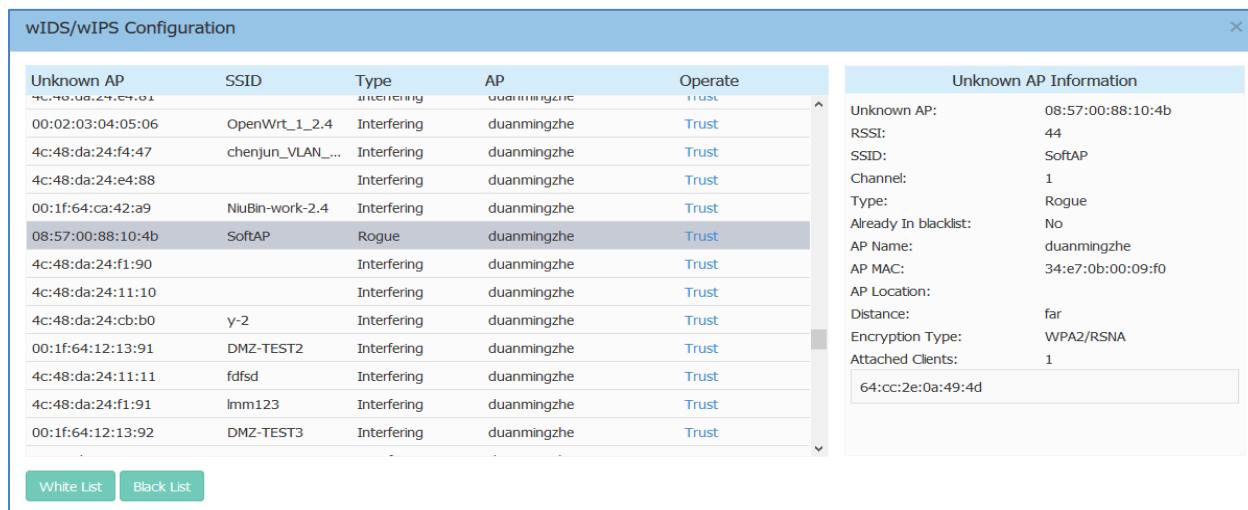 wIDS/wIPS Configuration ×
Unknown AP SSID Type AP Operate
4c:48:da:24:e4:81 Interfering duanmingzhe Trust
00:02:03:04:05:06 OpenWrt_1_2.4 Interfering duanmingzhe Trust
4c:48:da:24:f4:47 chenjun_VLAN_... Interfering duanmingzhe Trust
4c:48:da:24:e4:88 Interfering duanmingzhe Trust
00:1f:64:ca:42:a9 NiuBin-work-2.4 Interfering duanmingzhe Trust
08:57:00:88:10:4b SoftAP Rogue duanmingzhe Trust
4c:48:da:24:f1:90 Interfering duanmingzhe Trust
4c:48:da:24:11:10 Interfering duanmingzhe Trust
4c:48:da:24:cb:b0 y-2 Interfering duanmingzhe Trust
00:1f:64:12:13:91 DMZ-TEST2 Interfering duanmingzhe Trust
4c:48:da:24:11:11 fdfsd Interfering duanmingzhe Trust
4c:48:da:24:f1:91 lmm123 Interfering duanmingzhe Trust
00:1f:64:12:13:92 DMZ-TEST3 Interfering duanmingzhe Trust
White List Black List
Unknown AP Information
Unknown AP: 08:57:00:88:10:4b
RSSI: 44
SSID: SoftAP
Channel: 1
Type: Rogue
Already In blacklist: No
AP Name: duanmingzhe
AP MAC: 34:e7:0b:00:09:f0
AP Location:
Distance: far
Encryption Type: WPA2/RSNA
Attached Clients: 1
64:cc:2e:0a:49:4d